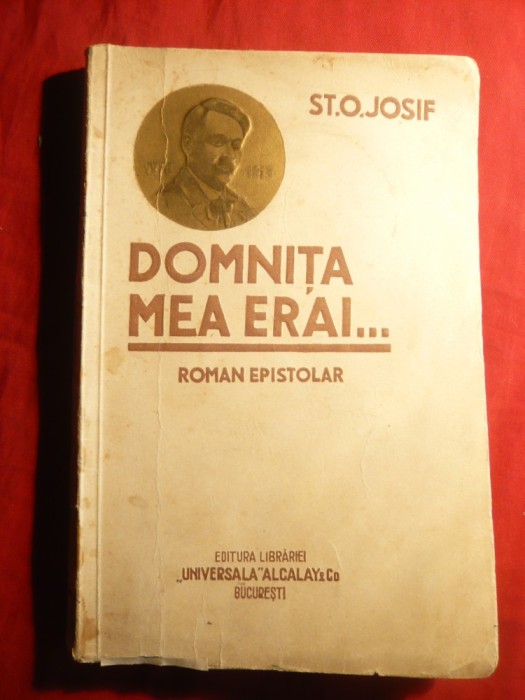 ST.O.JOSIF
DOMNIȚA
MEA ERAI...
ROMAN EPISTOLAR
EDITURA LIBRĂRIEI
„UNIVERSALA” ALCALAY & Co
BUCUREȘTI